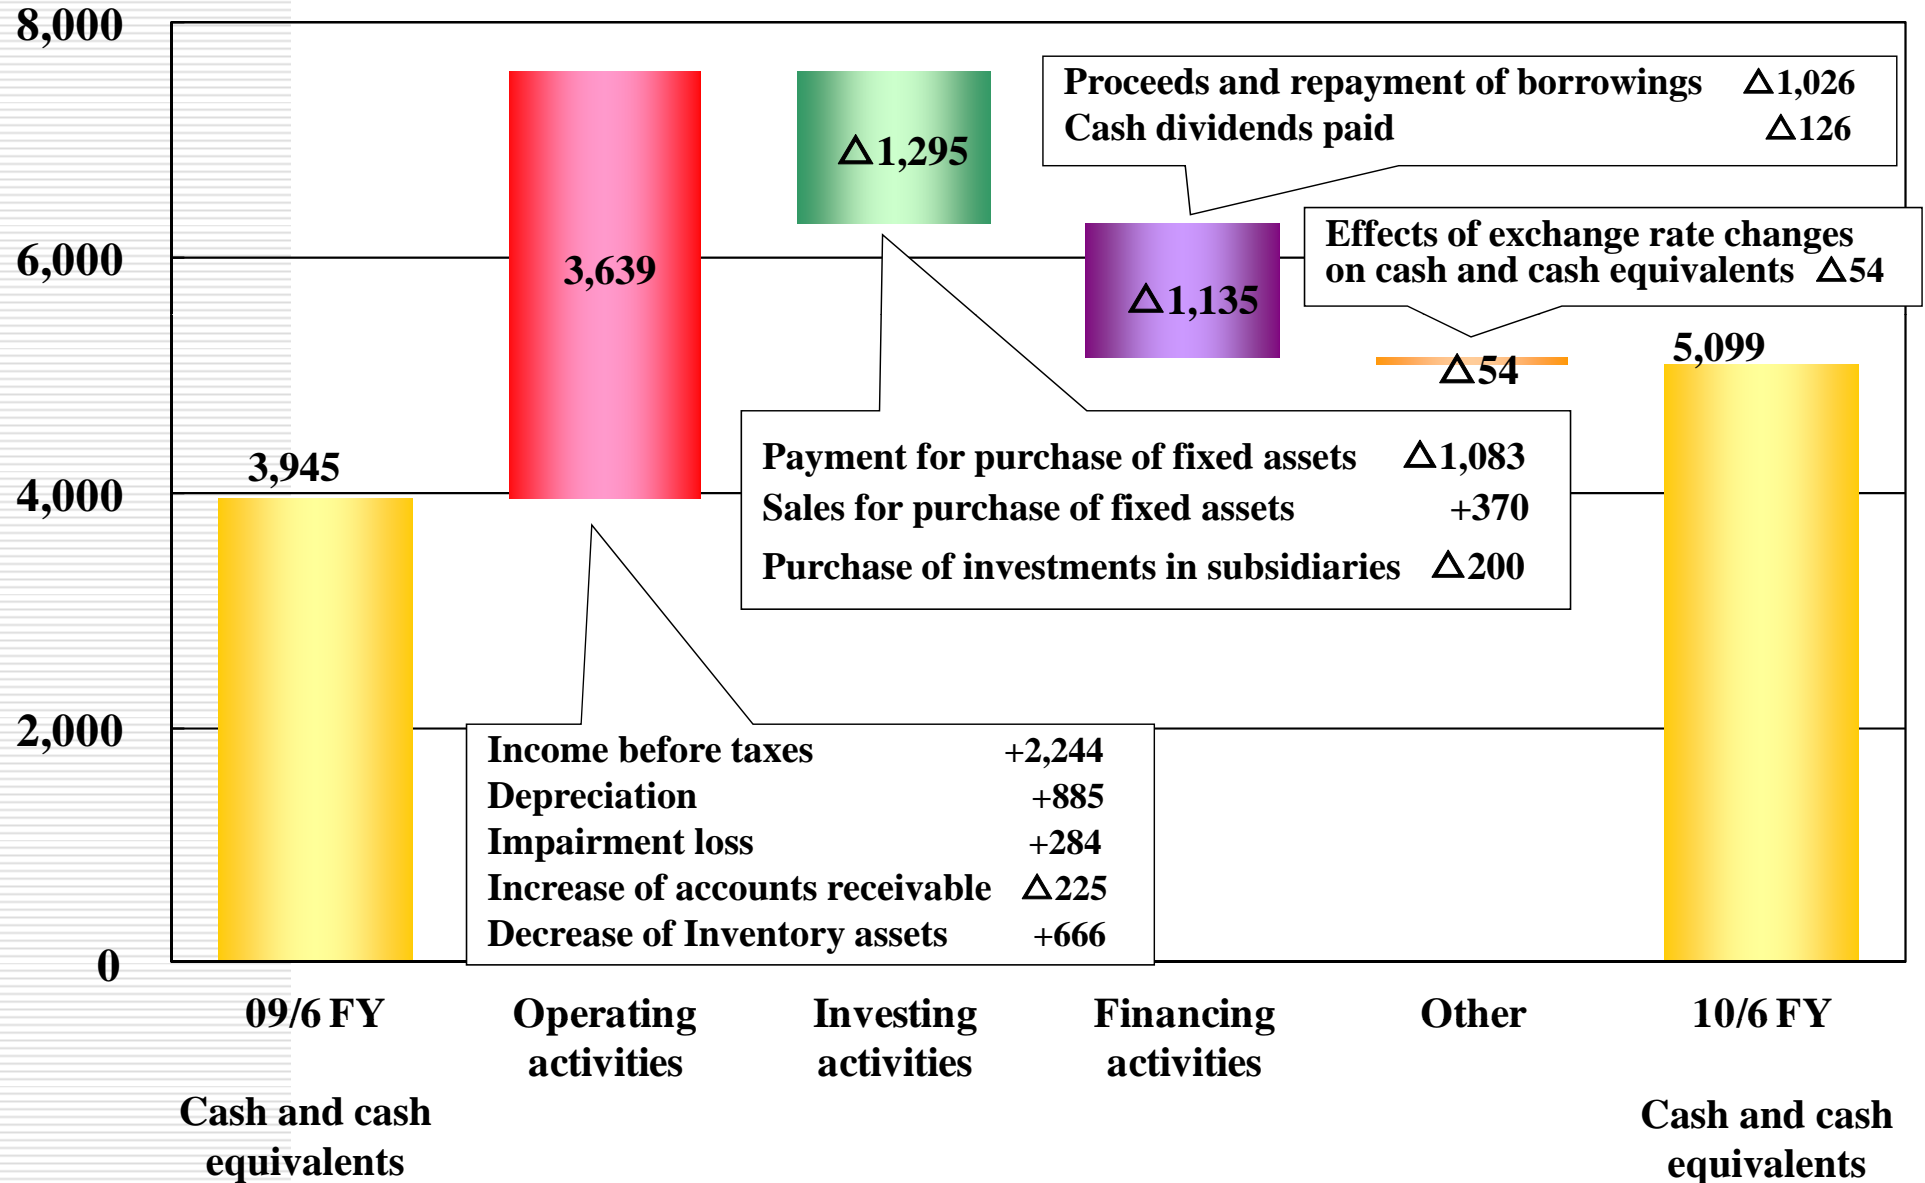 8,000
6,000
4,000
2,000
0
3,945
3,639
△1,295
△1,135
△54
5,099
Proceeds and repayment of borrowings △1,026
Cash dividends paid △126
Effects of exchange rate changes
on cash and cash equivalents △54
Payment for purchase of fixed assets △1,083
Sales for purchase of fixed assets +370
Purchase of investments in subsidiaries △200
Income before taxes +2,244
Depreciation +885
Impairment loss +284
Increase of accounts receivable △225
Decrease of Inventory assets +666
09/6 FY
Cash and cash
equivalents
Operating
activities
Investing
activities
Financing
activities
Other
10/6 FY
Cash and cash
equivalents